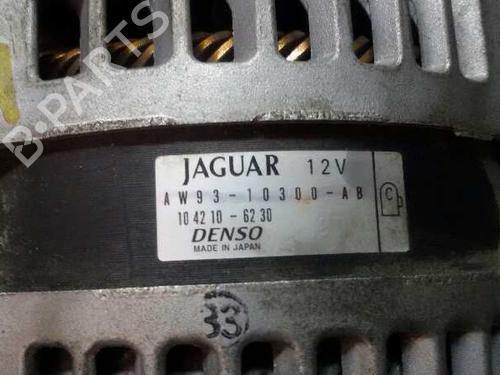 B-PARTS
JAGUAR 12V
AW93-10300-AB
C
104210-6230
DENSO
MADE IN JAPAN
33